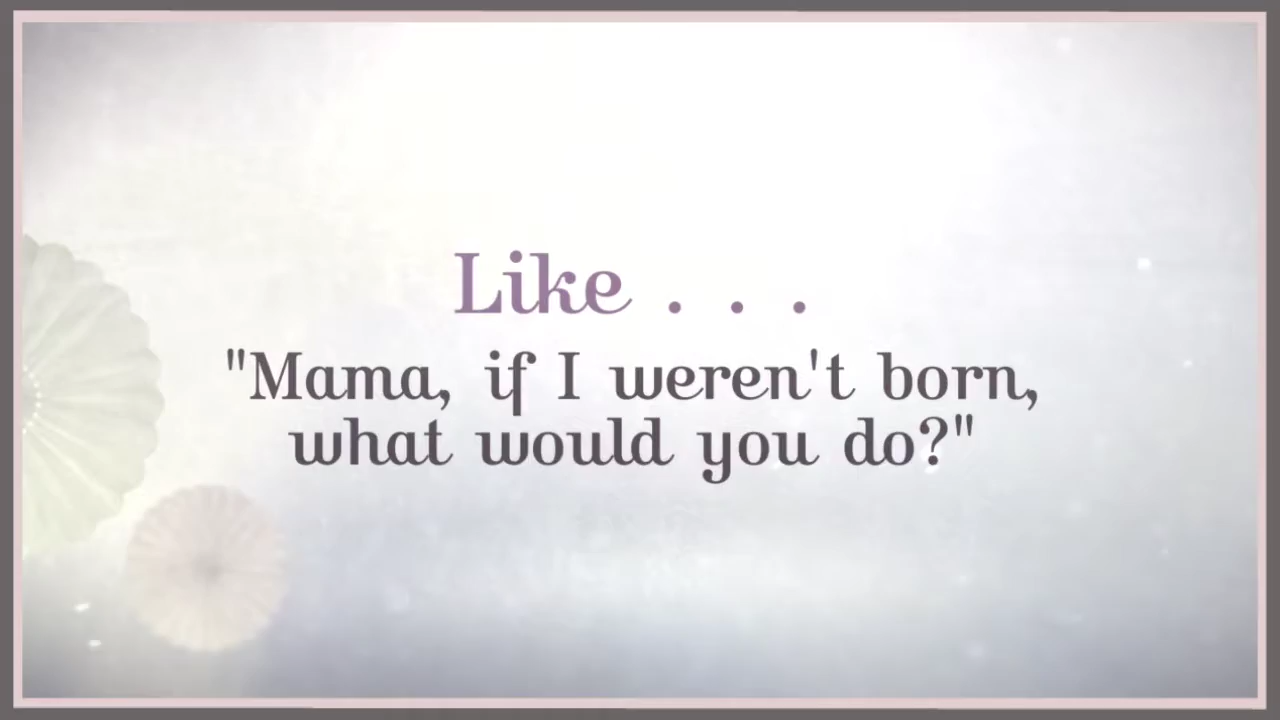 Like . . .
"Mama, if I weren't born,
what would you do?"